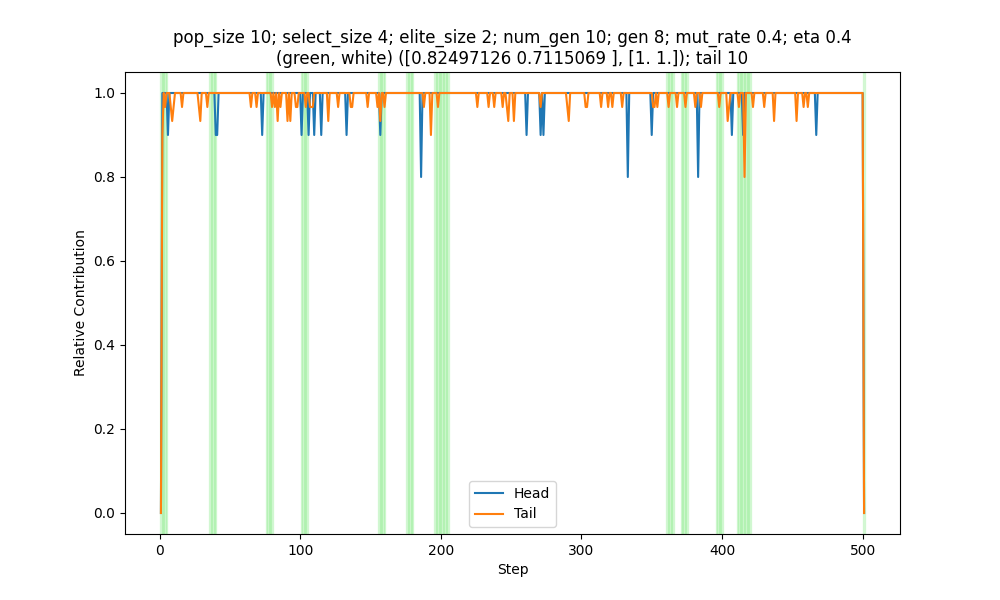 pop_size 10; select_size 4; elite_size 2; num_gen 10; gen 8; mut_rate 0.4; eta 0.4
(green, white) ([0.82497126 0.7115069 ], [1. 1.]); tail 10
1.0
0.8
0.6
0.4
0.2
0.0
Relative Contribution
Head
Tail
0
100
200
300
400
500
Step